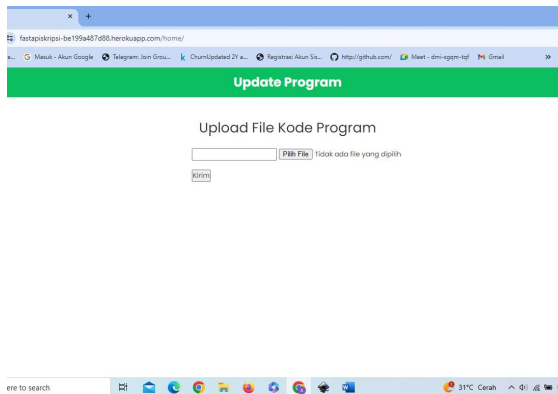 × +
fastapiskripsi-be199a487d88.herokuapp.com/home/
e... G Masuk - Akun Google Telegram: Join Grou... k ChurnUpdated 2Y a... Registrasi Akun Sis... http://github.com/ Meet - dmi-sgqm-tqf M Gmail »
Update Program
Upload File Kode Program
Pilih File Tidak ada file yang dipilih
Kirim
ere to search 31°C Cerah